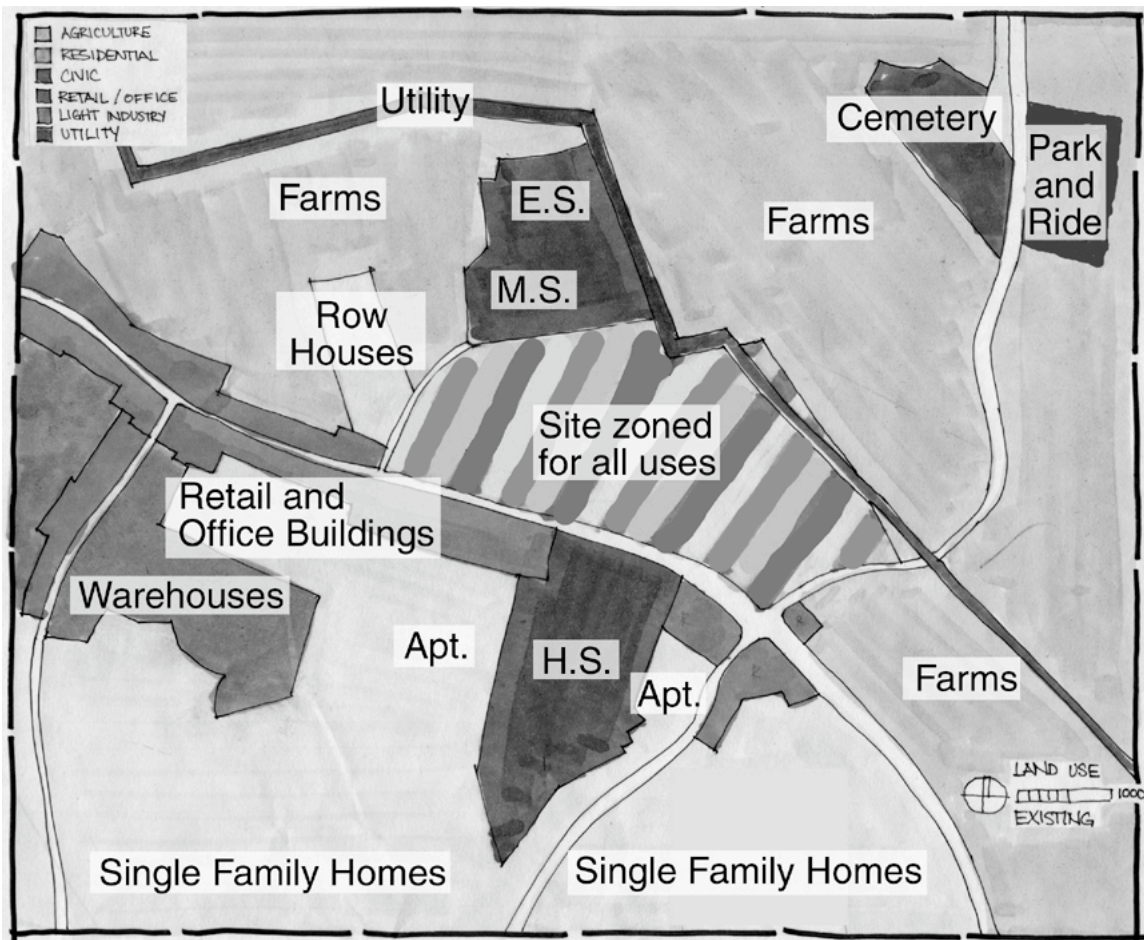 AGRICULTURE
RESIDENTIAL
CIVIC
RETAIL / OFFICE
LIGHT INDUSTRY
UTILITY
Utility
Cemetery
Park
and
Ride
Farms
E.S.
Farms
M.S.
Row
Houses
Site zoned
for all uses
Retail and
Office Buildings
Warehouses
Apt.
H.S.
Apt.
Farms
LAND USE
1000
EXISTING
Single Family Homes
Single Family Homes